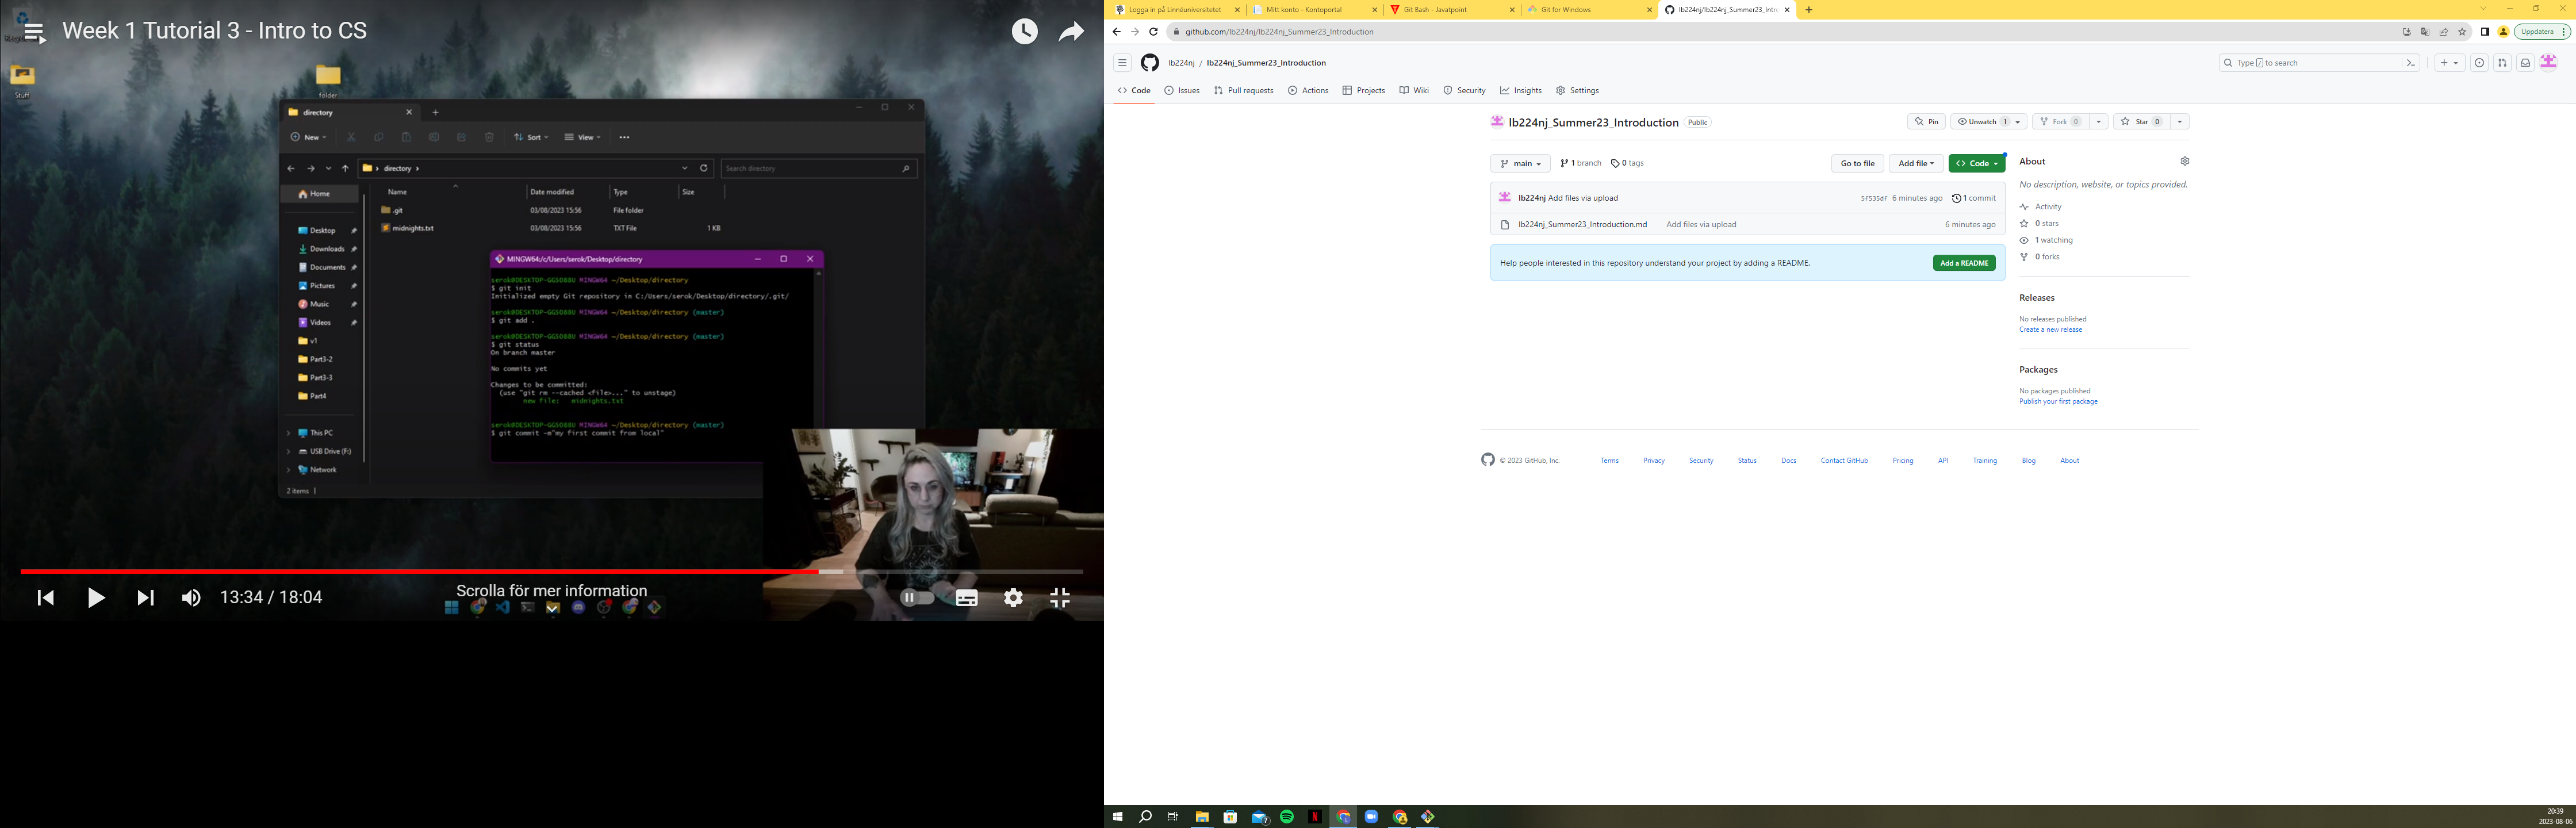 Week 1 Tutorial 3 - Intro to CS
Stuff
folder
directory
New
Sort
View
directory
Search directory
Home
Name
Date modified
Type
Size
.git
03/08/2023 15:56
File folder
midnights.txt
03/08/2023 15:56
TXT File
1 KB
Desktop
Downloads
Documents
Pictures
Music
Videos
v1
Part3-2
Part3-3
Part4
This PC
USB Drive (F:)
Network
2 items
MINGW64:/c/Users/serok/Desktop/directory
serok@DESKTOP-GG5O88U MINGW64 ~/Desktop/directory
$ git init
Initialized empty Git repository in C:/Users/serok/Desktop/directory/.git/
serok@DESKTOP-GG5O88U MINGW64 ~/Desktop/directory (master)
$ git add .
serok@DESKTOP-GG5O88U MINGW64 ~/Desktop/directory (master)
$ git status
On branch master
No commits yet
Changes to be committed:
(use "git rm --cached <file>..." to unstage)
new file: midnights.txt
serok@DESKTOP-GG5O88U MINGW64 ~/Desktop/directory (master)
$ git commit -m"my first commit from local"
13:34 / 18:04
Scrolla för mer information
Logga in på Linnéuniversitetet
Mitt konto - Kontoportal
Git Bash - Javatpoint
Git for Windows
lb224nj/lb224nj_Summer23_Intro
github.com/lb224nj/lb224nj_Summer23_Introduction
Uppdatera
lb224nj / lb224nj_Summer23_Introduction
Type / to search
Code
Issues
Pull requests
Actions
Projects
Wiki
Security
Insights
Settings
lb224nj_Summer23_Introduction Public
Pin
Unwatch 1
Fork 0
Star 0
main
1 branch
0 tags
Go to file
Add file
Code
lb224nj Add files via upload
5f535df 6 minutes ago
1 commit
lb224nj_Summer23_Introduction.md
Add files via upload
6 minutes ago
Help people interested in this repository understand your project by adding a README.
Add a README
About
No description, website, or topics provided.
Activity
0 stars
1 watching
0 forks
Releases
No releases published
Create a new release
Packages
No packages published
Publish your first package
© 2023 GitHub, Inc.
Terms
Privacy
Security
Status
Docs
Contact GitHub
Pricing
API
Training
Blog
About
7
N
20:39
2023-08-06